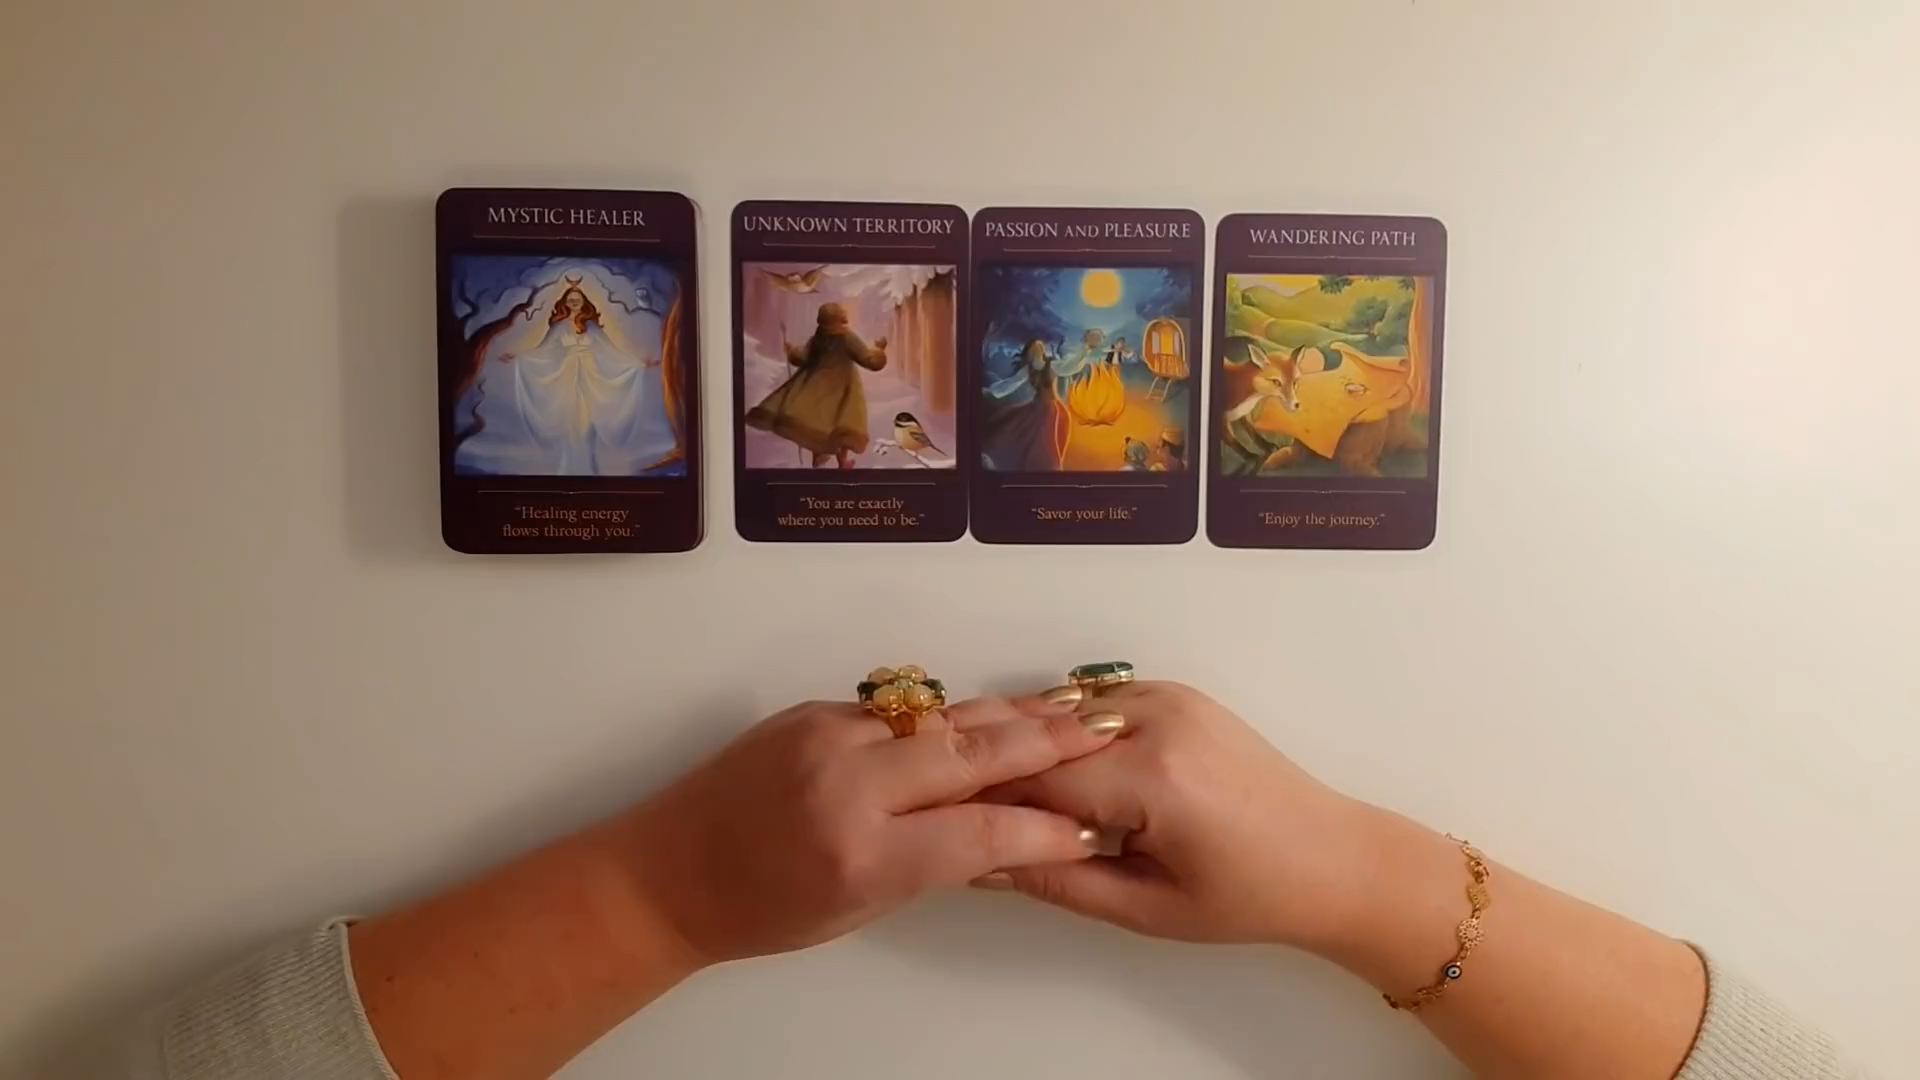 MYSTIC HEALER
"Healing energy
flows through you."
UNKNOWN TERRITORY
"You are exactly
where you need to be."
PASSION AND PLEASURE
"Savor your life."
WANDERING PATH
"Enjoy the journey."